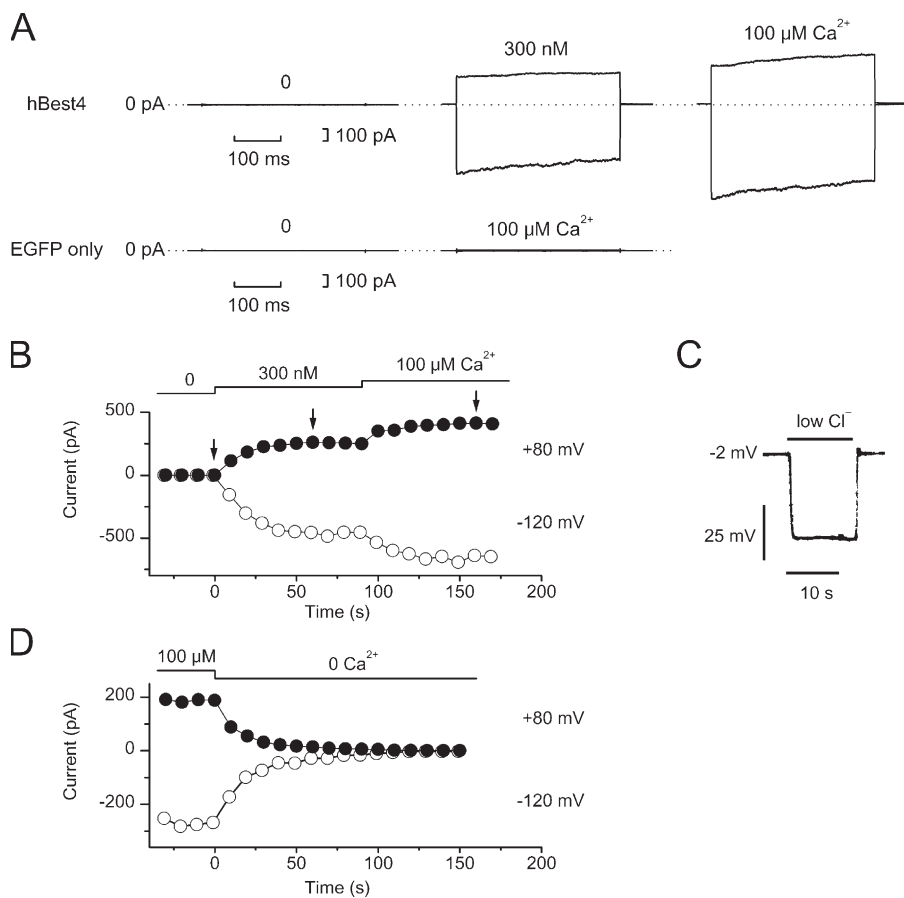 A
hBest4
0 pA
0
100 ms
100 pA
300 nM
100 µM Ca²⁺
EGFP only
0 pA
0
100 ms
100 pA
100 µM Ca²⁺
B
0
300 nM
100 µM Ca²⁺
500
0
-500
Current (pA)
+80 mV
-120 mV
0
50
100
150
200
Time (s)
C
low Cl⁻
-2 mV
25 mV
10 s
D
100 µM
0 Ca²⁺
200
0
-200
Current (pA)
+80 mV
-120 mV
0
50
100
150
200
Time (s)